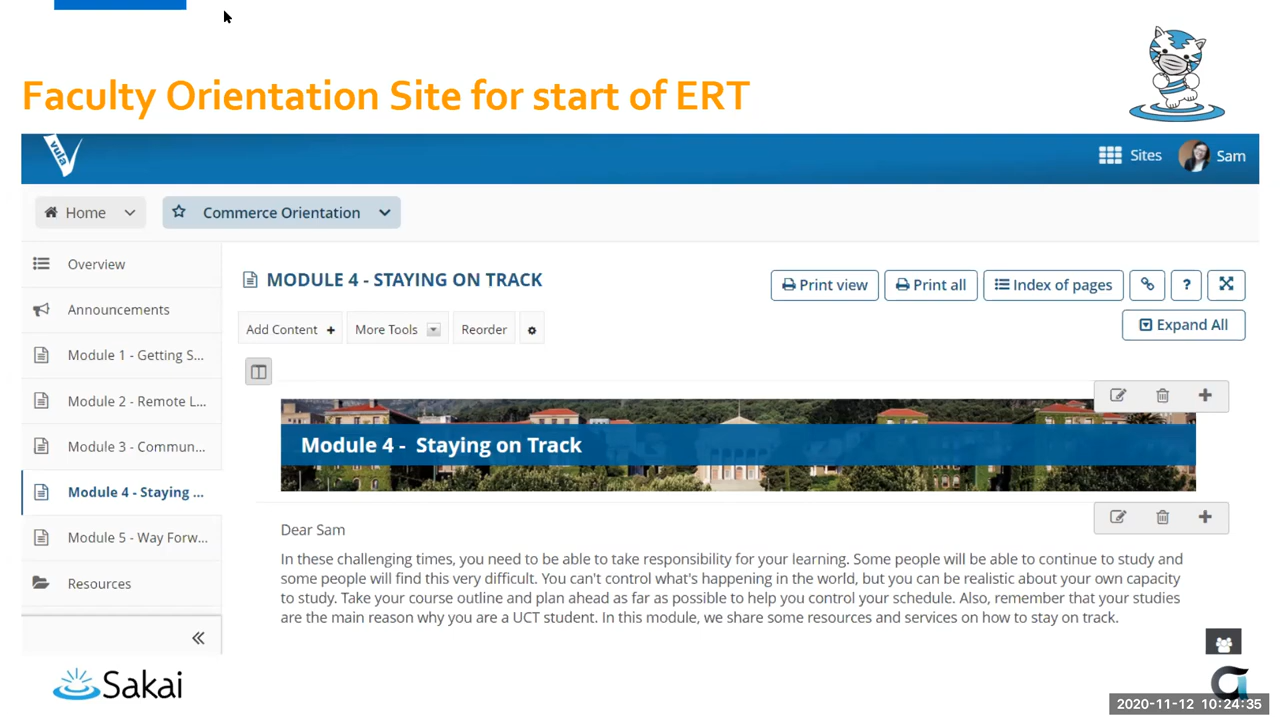 Faculty Orientation Site for start of ERT
vula
Sites
Sam
Home
Commerce Orientation
Overview
Announcements
Module 1 - Getting S...
Module 2 - Remote L...
Module 3 - Commun...
Module 4 - Staying ...
Module 5 - Way Forw...
Resources
MODULE 4 - STAYING ON TRACK
Print view
Print all
Index of pages
?
Expand All
Add Content +
More Tools
Reorder
Module 4 - Staying on Track
Dear Sam
In these challenging times, you need to be able to take responsibility for your learning. Some people will be able to continue to study and
some people will find this very difficult. You can't control what's happening in the world, but you can be realistic about your own capacity
to study. Take your course outline and plan ahead as far as possible to help you control your schedule. Also, remember that your studies
are the main reason why you are a UCT student. In this module, we share some resources and services on how to stay on track.
Sakai
2020-11-12 10:24:35